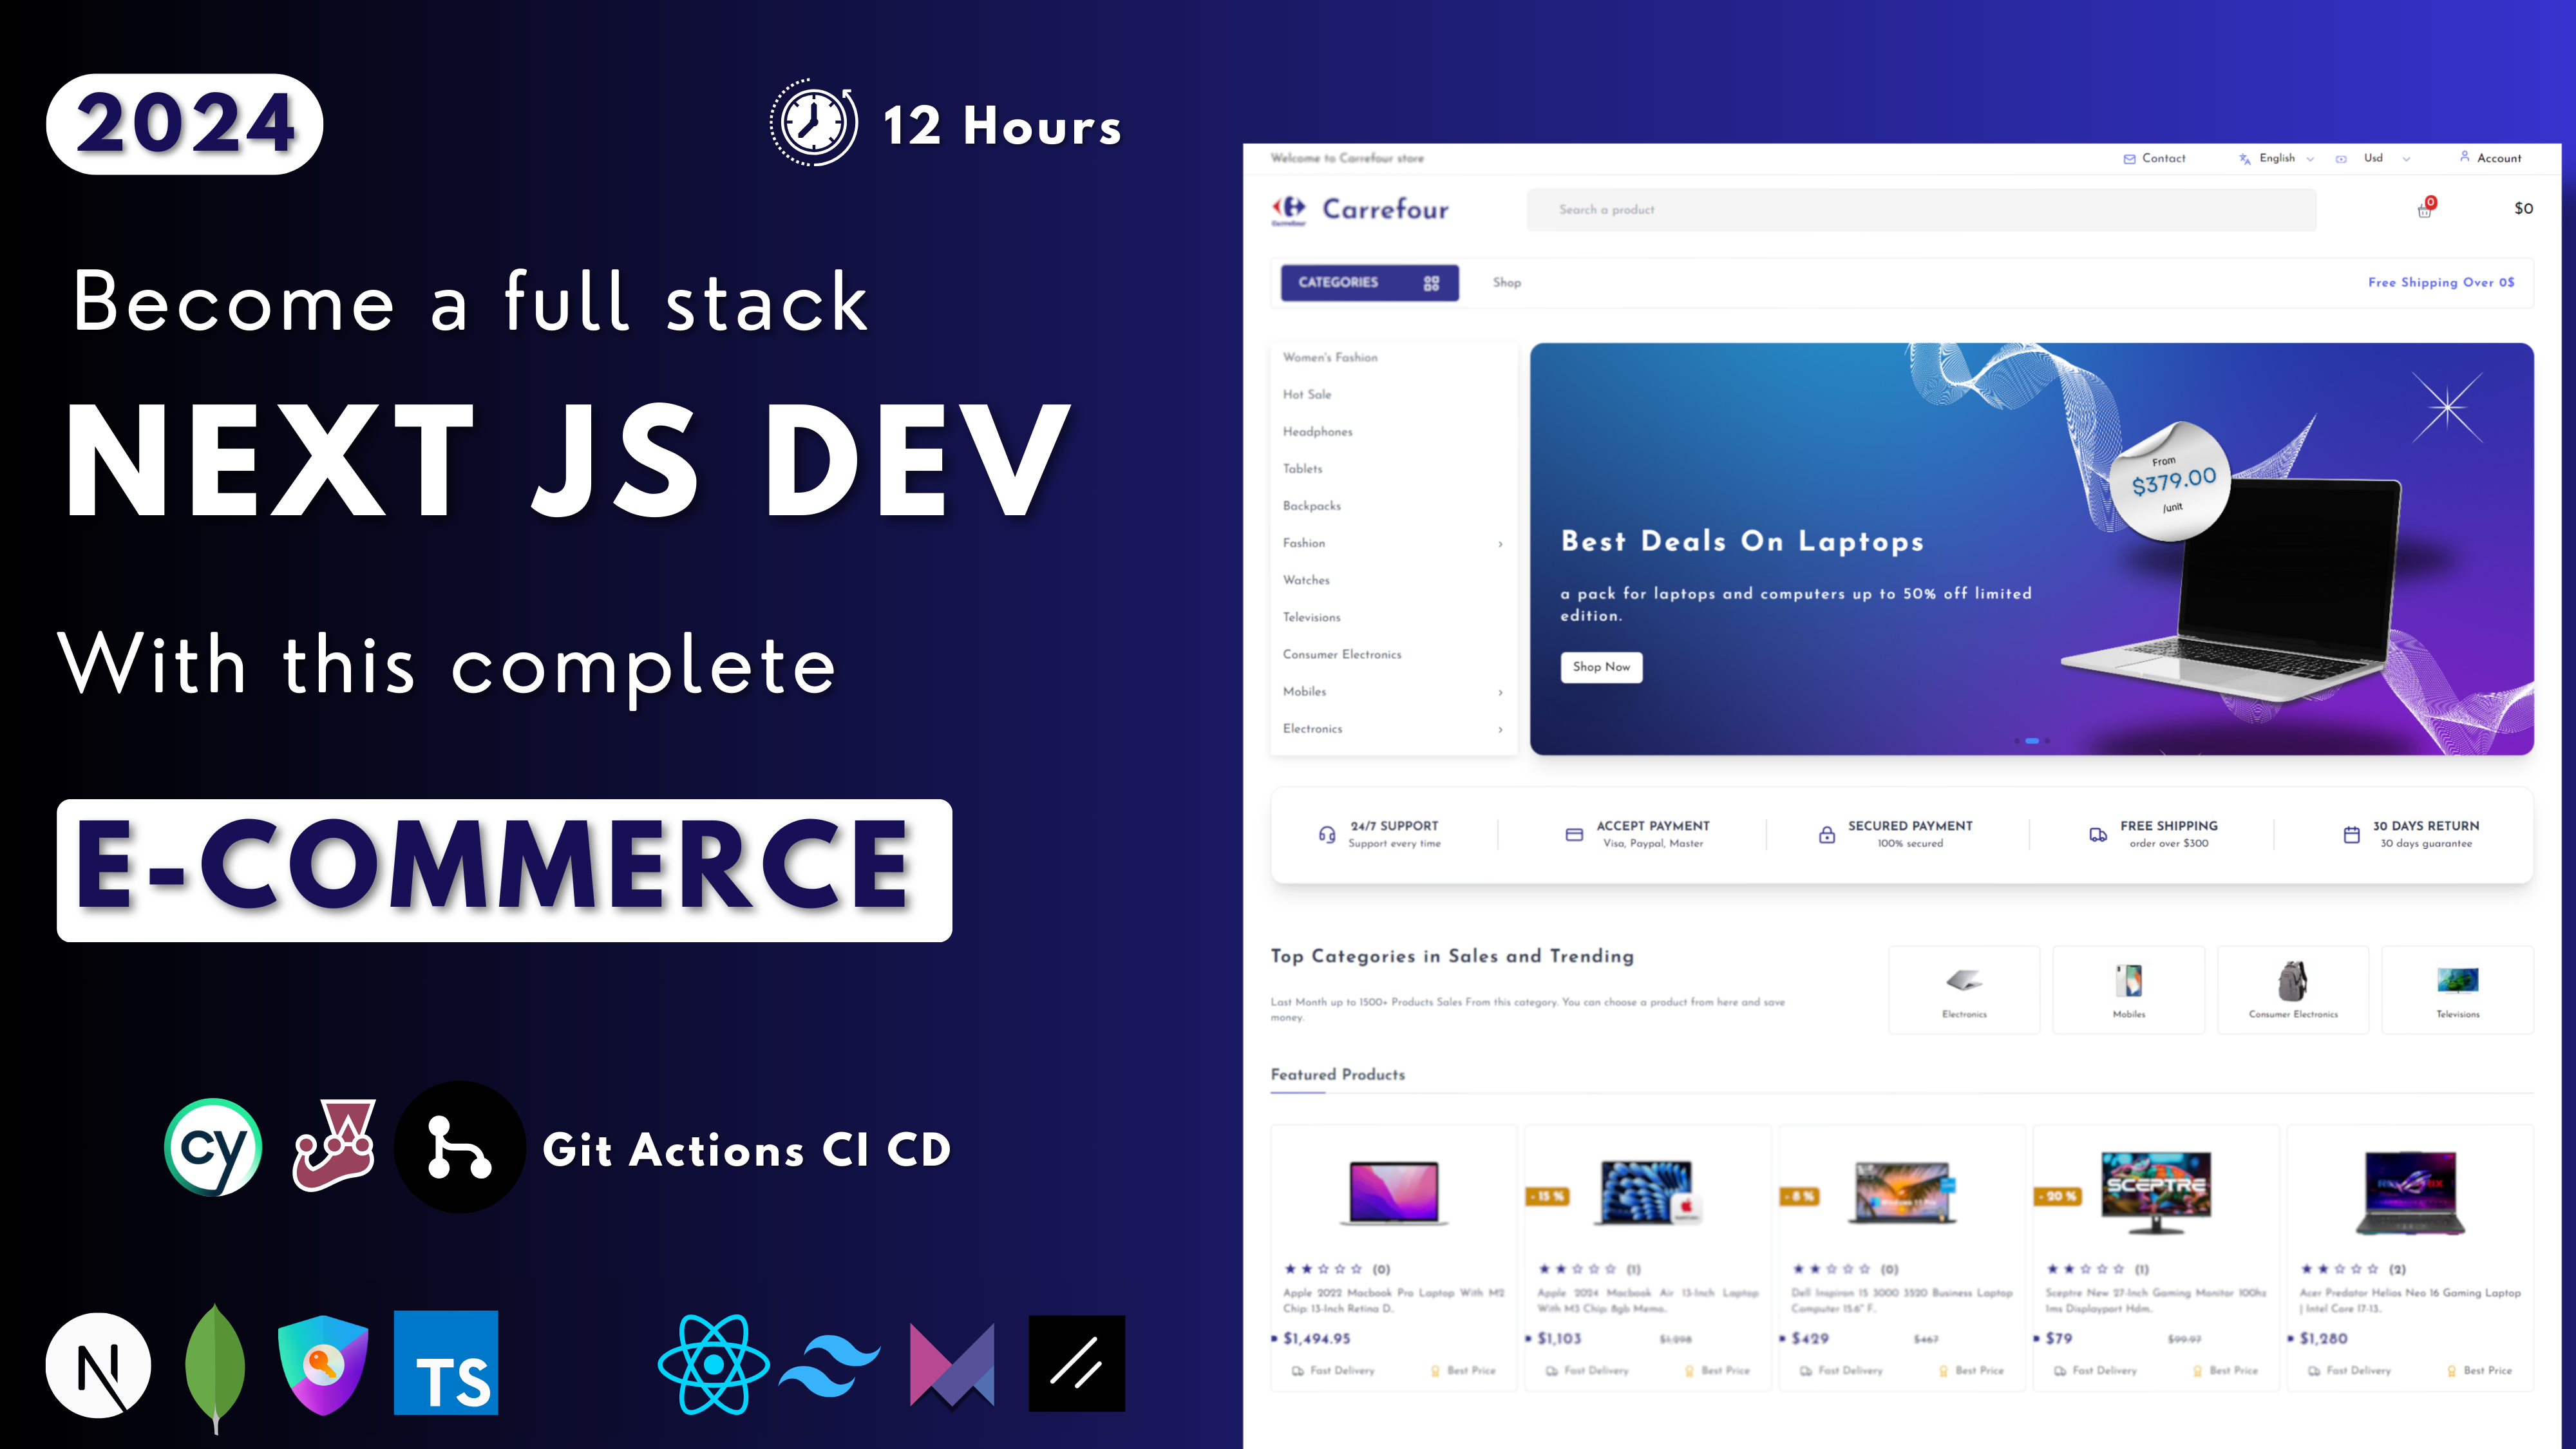 2024
12 Hours
Become a full stack
NEXT JS DEV
With this complete
E-COMMERCE
cy
Git Actions CI CD
N
TS
Welcome to Carrefour store
Contact
English
Usd
Account
Carrefour
Carrefour
Search a product
0
$0
CATEGORIES
Shop
Free Shipping Over 0$
Women's Fashion
Hot Sale
Headphones
Tablets
Backpacks
Fashion
Watches
Televisions
Consumer Electronics
Mobiles
Electronics
From
$379.00
/unit
Best Deals On Laptops
a pack for laptops and computers up to 50% off limited
edition.
Shop Now
24/7 SUPPORT
Support every time
ACCEPT PAYMENT
Visa, Paypal, Master
SECURED PAYMENT
100% secured
FREE SHIPPING
order over $300
30 DAYS RETURN
30 days guarantee
Top Categories in Sales and Trending
Last Month up to 1500+ Products Sales From this category. You can choose a product from here and save
money.
Electronics
Mobiles
Consumer Electronics
Televisions
Featured Products
(0)
Apple 2022 Macbook Pro Laptop With M2
Chip: 13-Inch Retina D..
$1,494.95
Fast Delivery
Best Price
- 15 %
(1)
Apple 2024 Macbook Air 13-Inch Laptop
With M3 Chip: 8gb Memo..
$1,103
$1,298
Fast Delivery
Best Price
- 8 %
(0)
Dell Inspiron 15 3000 3520 Business Laptop
Computer 15.6" F..
$429
$467
Fast Delivery
Best Price
- 20 %
SCEPTRE
(1)
Sceptre New 27-Inch Gaming Monitor 100hz
1ms Displayport Hdm..
$79
$99.97
Fast Delivery
Best Price
(2)
Acer Predator Helios Neo 16 Gaming Laptop
| Intel Core I7-13..
$1,280
Fast Delivery
Best Price